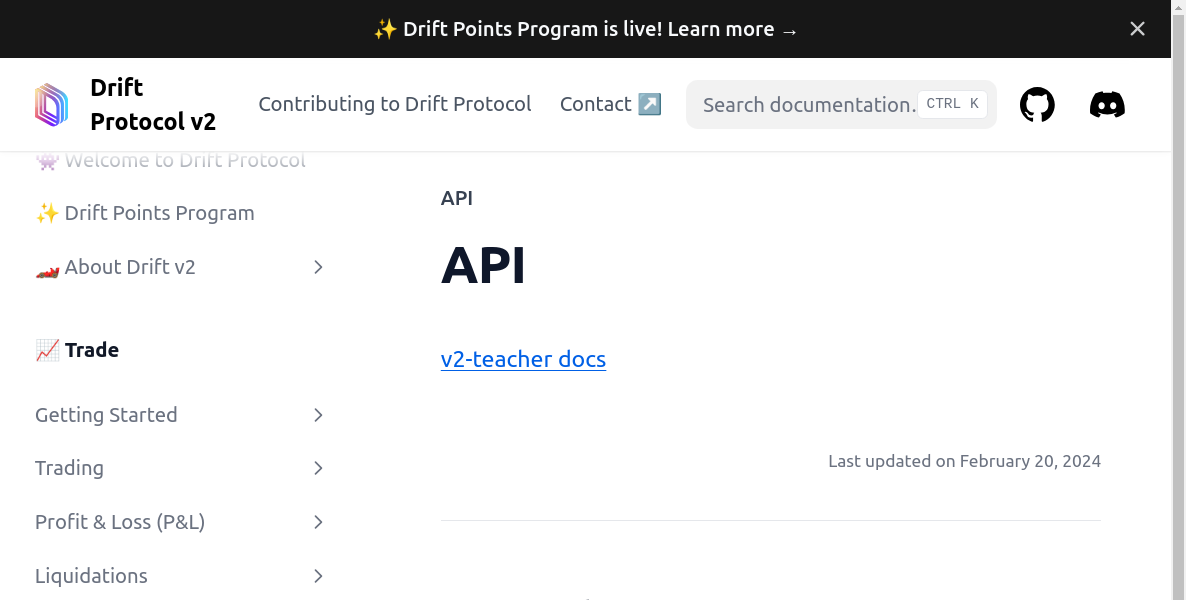 ✨ Drift Points Program is live! Learn more →
Drift
Protocol v2
Contributing to Drift Protocol
Contact ↗️
Search documentation.
CTRL K
👾 Welcome to Drift Protocol
✨ Drift Points Program
🏎️ About Drift v2
📈 Trade
Getting Started
Trading
Profit & Loss (P&L)
Liquidations
API
API
v2-teacher docs
Last updated on February 20, 2024